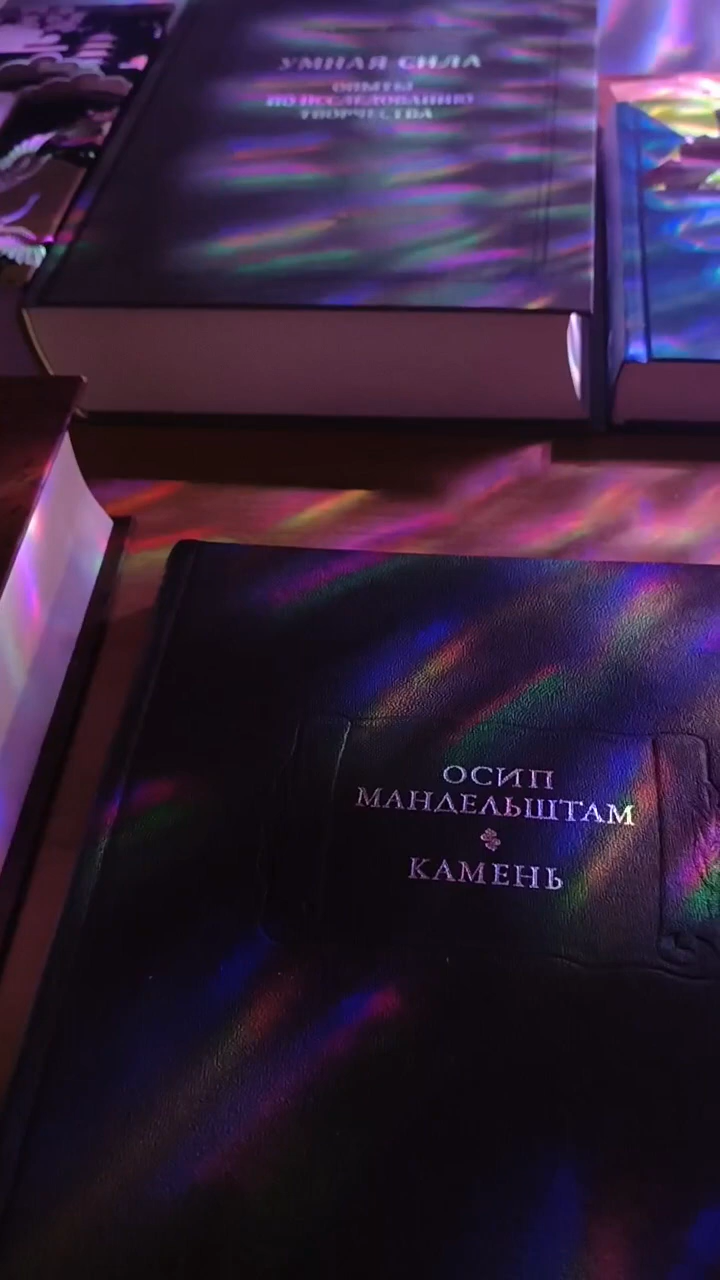 УМНАЯ СИЛА
ОПЫТЫ
ПО ИССЛЕДОВАНИЮ
ТВОРЧЕСТВА
ОСИП
МАНДЕЛЬШТАМ
КАМЕНЬ